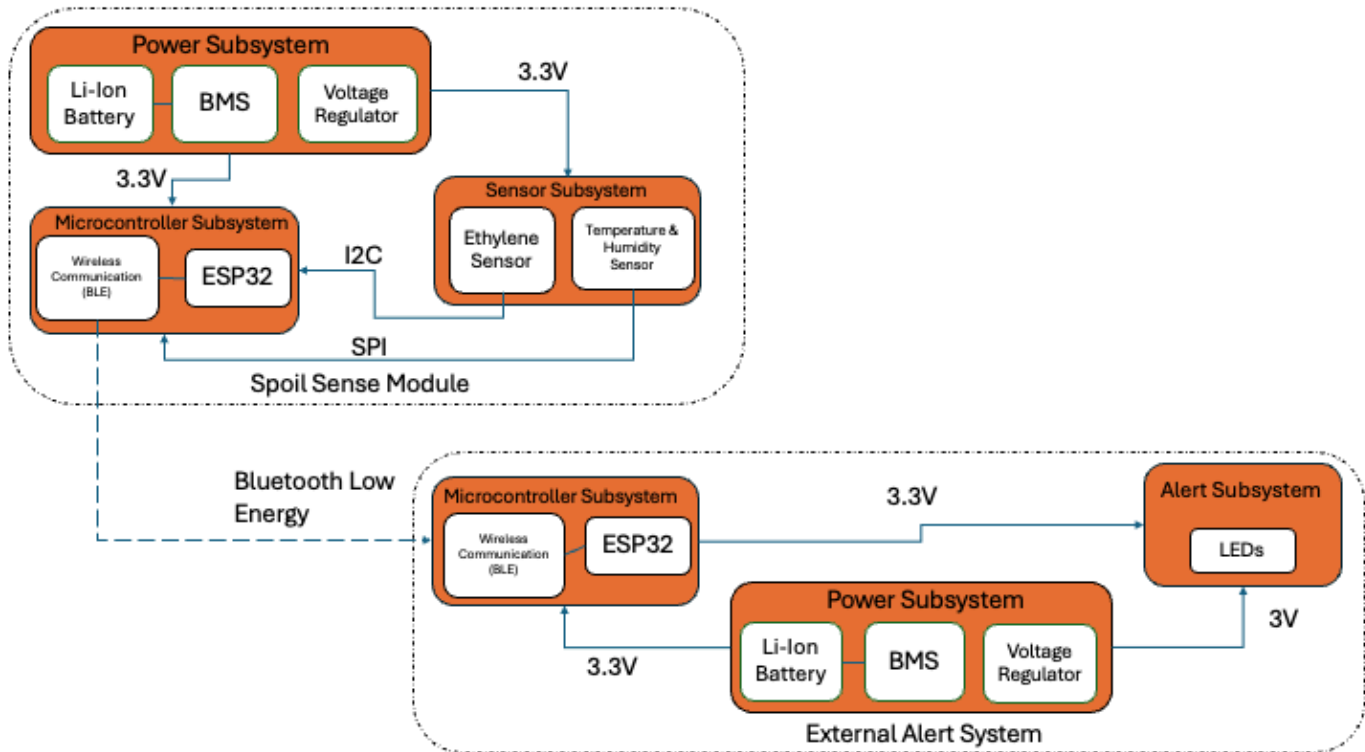 Power Subsystem
Li-Ion
Battery
BMS
Voltage
Regulator
3.3V
3.3V
Sensor Subsystem
Ethylene
Sensor
Temperature &
Humidity
Sensor
Microcontroller Subsystem
Wireless
Communication
(BLE)
ESP32
I2C
SPI
Spoil Sense Module
Bluetooth Low
Energy
Microcontroller Subsystem
Wireless
Communication
(BLE)
ESP32
3.3V
Alert Subsystem
LEDs
Power Subsystem
Li-Ion
Battery
BMS
Voltage
Regulator
3.3V
3V
External Alert System